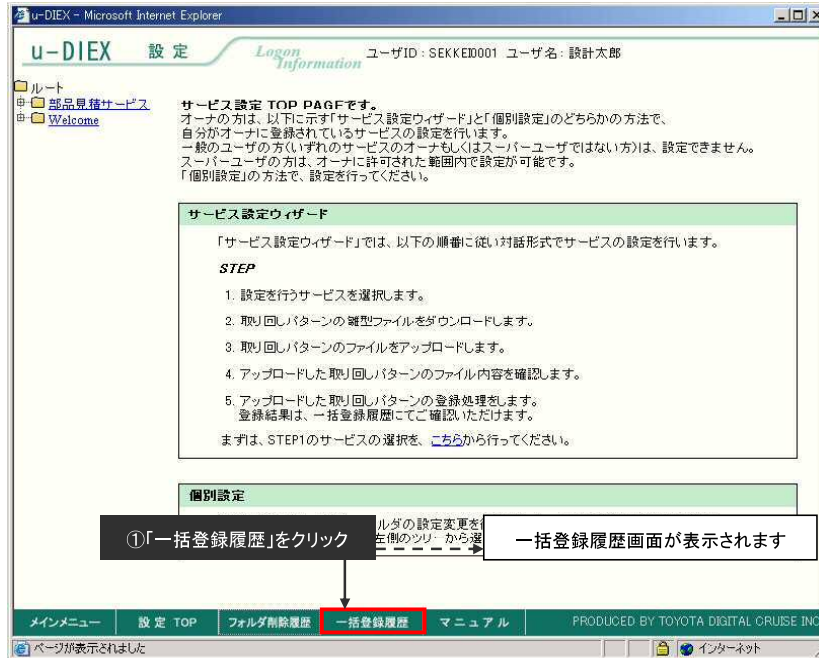 u-DIEX - Microsoft Internet Explorer
u-DIEX 設 定 Logon Information ユーザID : SEKKEI0001 ユーザ名 : 設計太郎
ルート
部品見積サービス
Welcome
サービス設定 TOP PAGEです。
オーナの方は、以下に示す「サービス設定ウィザード」と「個別設定」のどちらかの方法で、
自分がオーナに登録されているサービスの設定を行います。
一般のユーザの方(いずれのサービスのオーナもしくはスーパーユーザではない方)は、設定できません。
スーパーユーザの方は、オーナに許可された範囲内で設定が可能です。
「個別設定」の方法で、設定を行ってください。
サービス設定ウィザード
「サービス設定ウィザード」では、以下の順番に従い対話形式でサービスの設定を行います。
STEP
1. 設定を行うサービスを選択します。
2. 取り回しパターンの雛型ファイルをダウンロードします。
3. 取り回しパターンのファイルをアップロードします。
4. アップロードした取り回しパターンのファイル内容を確認します。
5. アップロードした取り回しパターンの登録処理をします。
登録結果は、一括登録履歴にてご確認いただけます。
まずは、STEP1のサービスの選択を、こちらから行ってください。
個別設定
ルダの設定変更を
左側のツリ から選
①「一括登録履歴」をクリック
一括登録履歴画面が表示されます
メインメニュー 設 定 TOP フォルダ削除履歴 一括登録履歴 マニュアル PRODUCED BY TOYOTA DIGITAL CRUISE INC
ページが表示されました インターネット